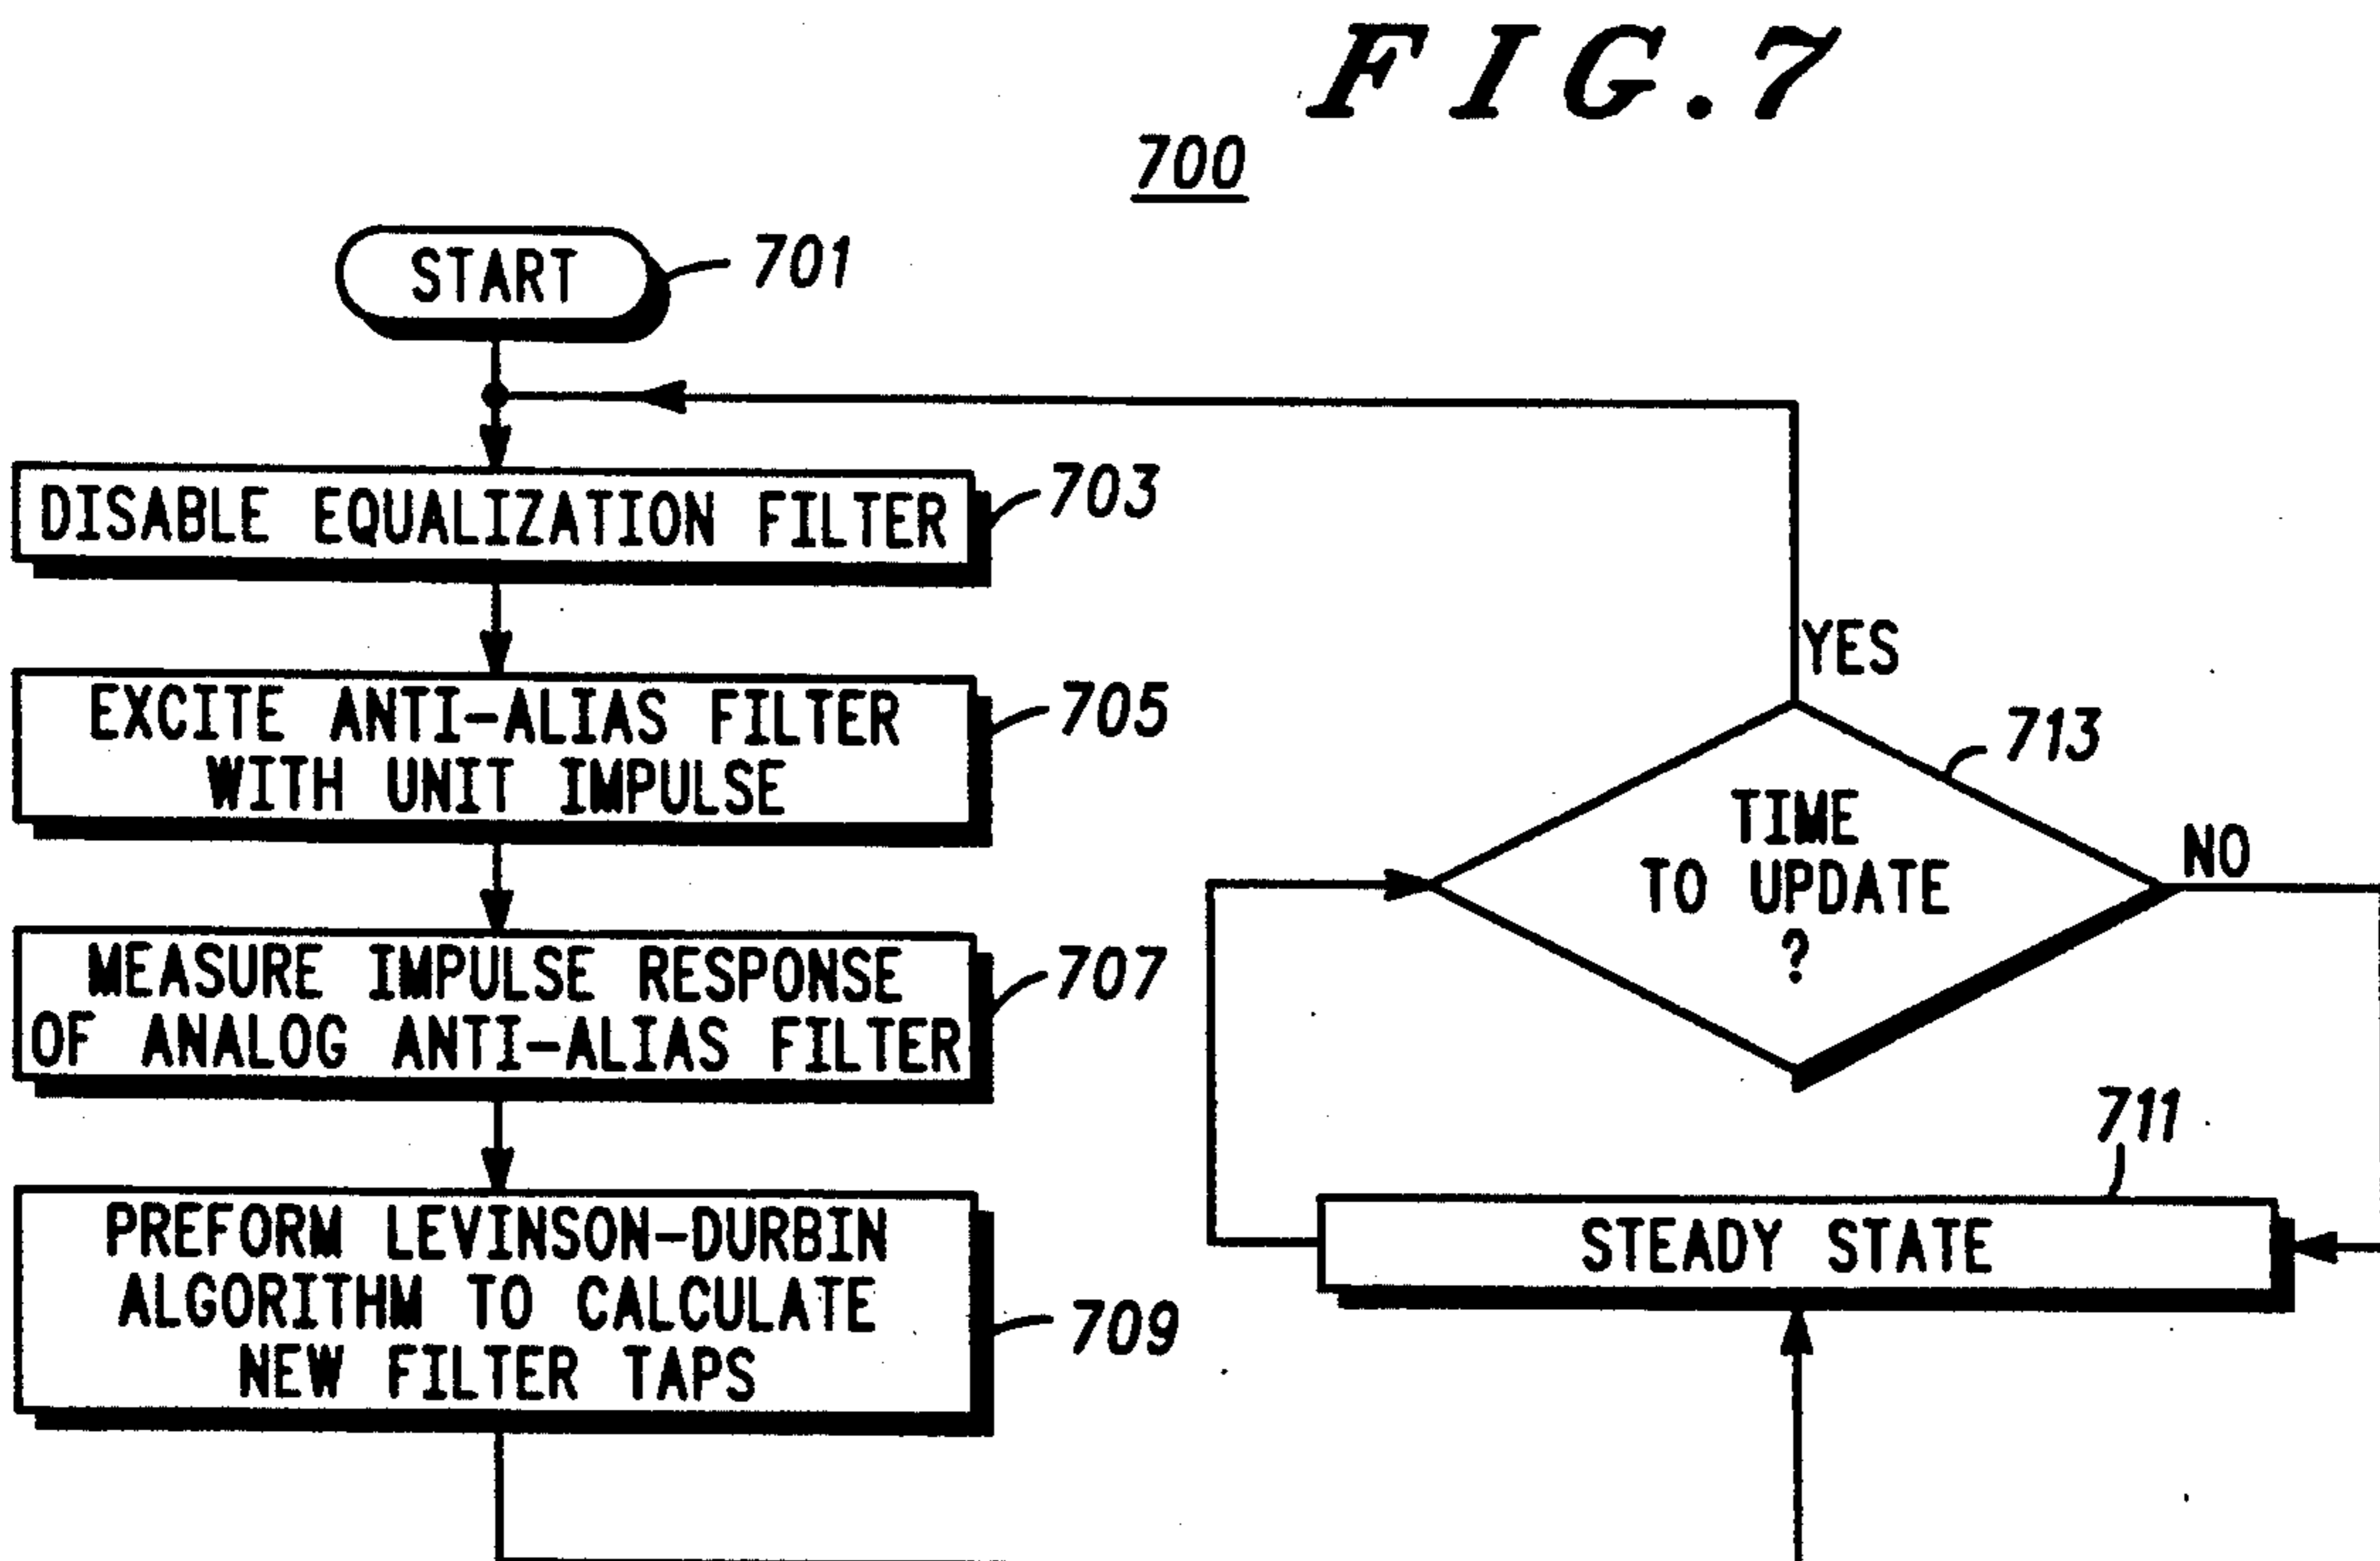 FIG.7
700
START
701
DISABLE EQUALIZATION FILTER
703
EXCITE ANTI-ALIAS FILTER
WITH UNIT IMPULSE
705
MEASURE IMPULSE RESPONSE
OF ANALOG ANTI-ALIAS FILTER
707
PREFORM LEVINSON-DURBIN
ALGORITHM TO CALCULATE
NEW FILTER TAPS
709
YES
713
TIME
TO UPDATE
?
NO
711
STEADY STATE